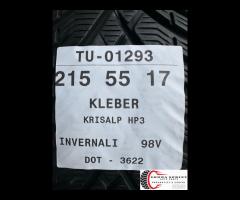 TU-01293
215 55 17
KLEBER
KRISALP HP3
INVERNALI 98V
DOT - 3622